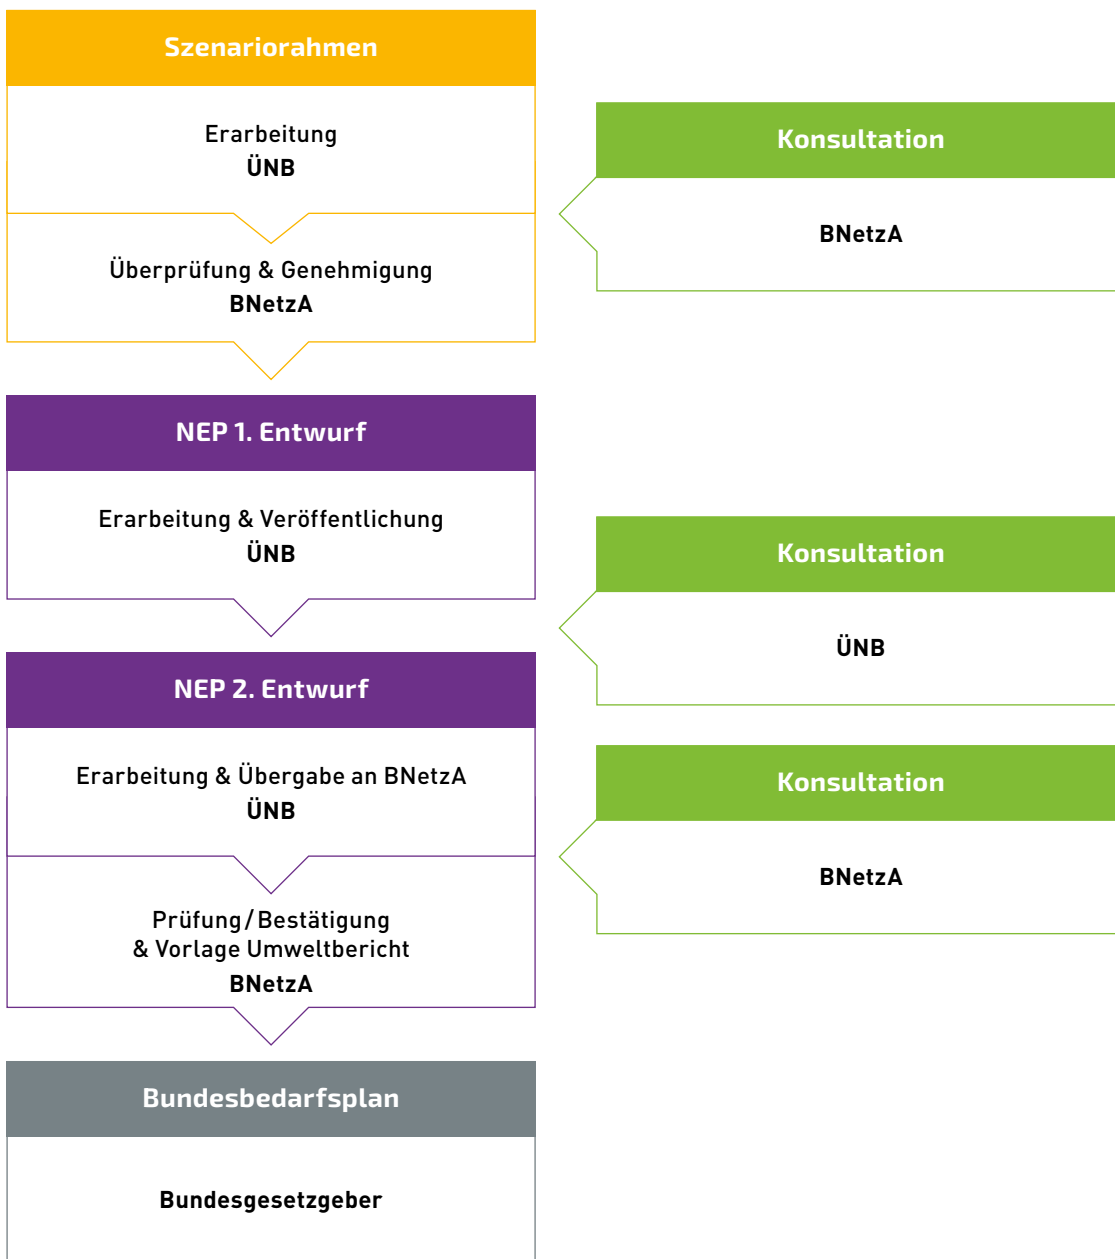 Szenariorahmen
Erarbeitung
ÜNB
Überprüfung & Genehmigung
BNetzA
Konsultation
BNetzA
NEP 1. Entwurf
Erarbeitung & Veröffentlichung
ÜNB
Konsultation
ÜNB
NEP 2. Entwurf
Erarbeitung & Übergabe an BNetzA
ÜNB
Prüfung/Bestätigung
& Vorlage Umweltbericht
BNetzA
Konsultation
BNetzA
Bundesbedarfsplan
Bundesgesetzgeber